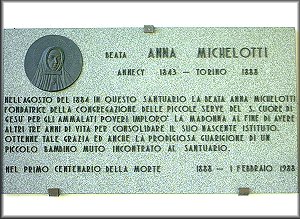 BEATA ANNA MICHELOTTI
ANNECY 1843 - TORINO 1888
NELL'AGOSTO DEL 1884 IN QUESTO SANTUARIO LA BEATA ANNA MICHELOTTI
FONDATRICE DELLA CONGREGAZIONE DELLE PICCOLE SERVE DEL S. CUORE DI
GESU' PER GLI AMMALATI POVERI IMPLORÒ LA MADONNA AL FINE DI AVERE
ALTRI TRE ANNI DI VITA PER CONSOLIDARE IL SUO NASCENTE ISTITUTO.
OTTENNE TALE GRAZIA ED ANCHE LA PRODIGIOSA GUARIGIONE DI UN
PICCOLO BAMBINO MUTO INCONTRATO AL SANTUARIO.
NEL PRIMO CENTENARIO DELLA MORTE 1888 - 1 FEBBRAIO 1988